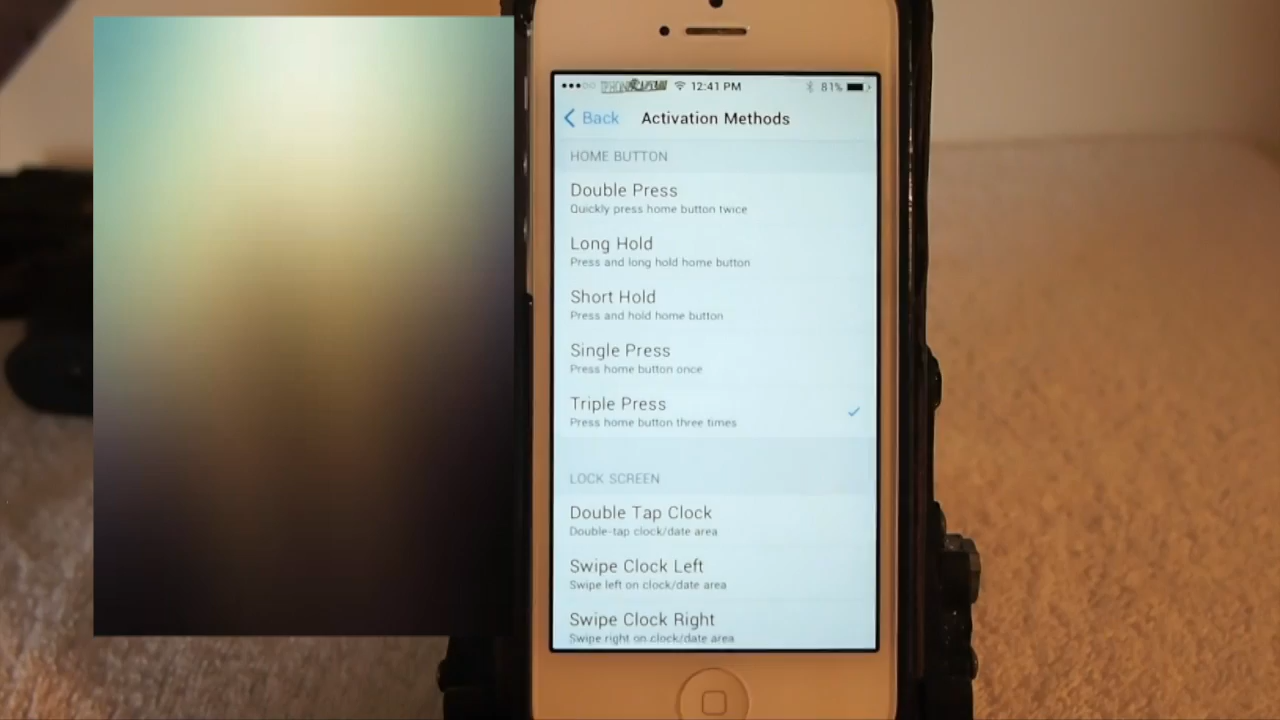 12:41 PM
81%
Back
Activation Methods
HOME BUTTON
Double Press
Quickly press home button twice
Long Hold
Press and long hold home button
Short Hold
Press and hold home button
Single Press
Press home button once
Triple Press
Press home button three times
LOCK SCREEN
Double Tap Clock
Double-tap clock/date area
Swipe Clock Left
Swipe left on clock/date area
Swipe Clock Right
Swipe right on clock/date area